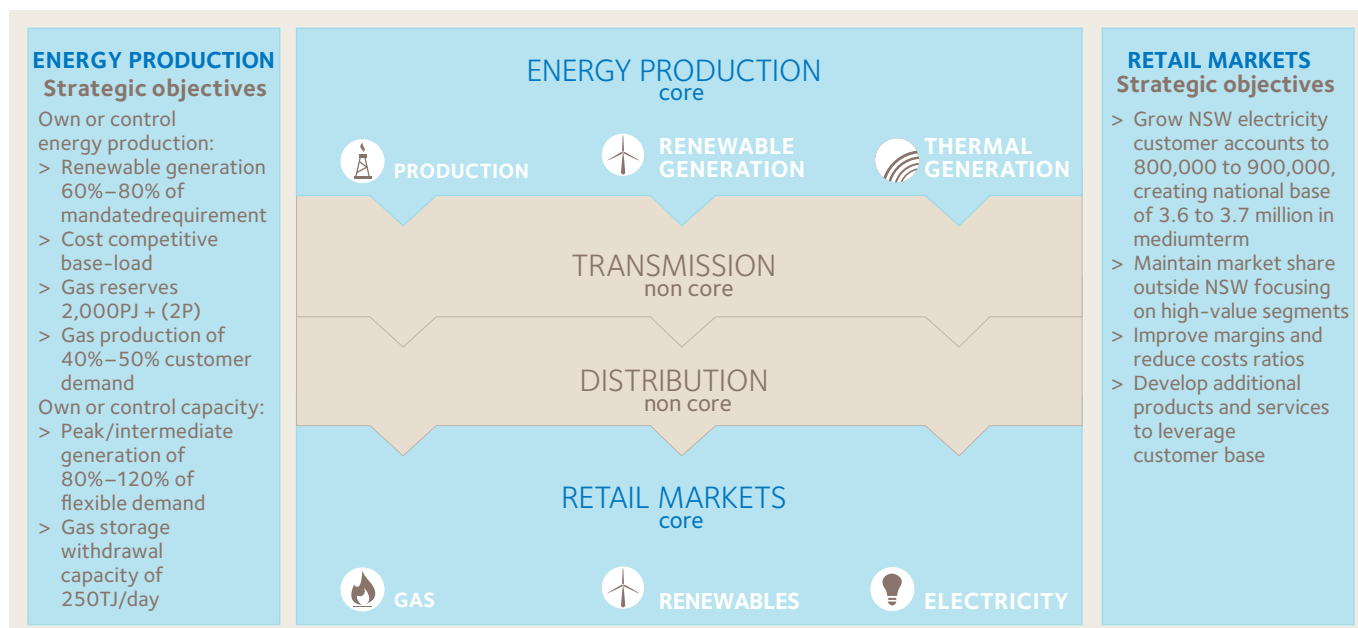 ENERGY PRODUCTION
Strategic objectives
Own or control
energy production:
> Renewable generation
60%–80% of
mandatedrequirement
> Cost competitive
base-load
> Gas reserves
2,000PJ + (2P)
> Gas production of
40%–50% customer
demand
Own or control capacity:
> Peak/intermediate
generation of
80%–120% of
flexible demand
> Gas storage
withdrawal
capacity of
250TJ/day
ENERGY PRODUCTION
core
PRODUCTION
RENEWABLE
GENERATION
THERMAL
GENERATION
TRANSMISSION
non core
DISTRIBUTION
non core
RETAIL MARKETS
core
GAS
RENEWABLES
ELECTRICITY
RETAIL MARKETS
Strategic objectives
> Grow NSW electricity
customer accounts to
800,000 to 900,000,
creating national base
of 3.6 to 3.7 million in
mediumterm
> Maintain market share
outside NSW focusing
on high-value segments
> Improve margins and
reduce costs ratios
> Develop additional
products and services
to leverage
customer base